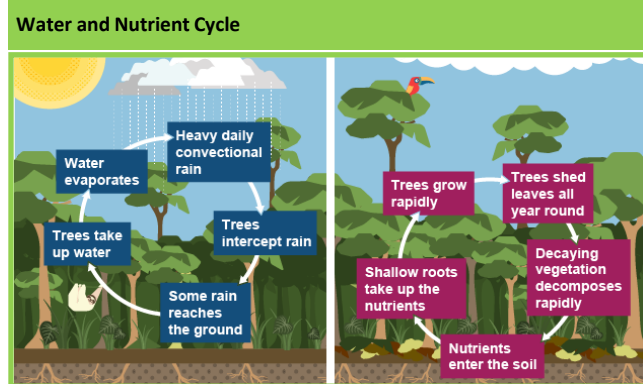 Water and Nutrient Cycle
Heavy daily
convectional
rain
Trees
intercept rain
Some rain
reaches
the ground
Trees take
up water
Water
evaporates
Trees grow
rapidly
Trees shed
leaves all
year round
Decaying
vegetation
decomposes
rapidly
Nutrients
enter the soil
Shallow roots
take up the
nutrients